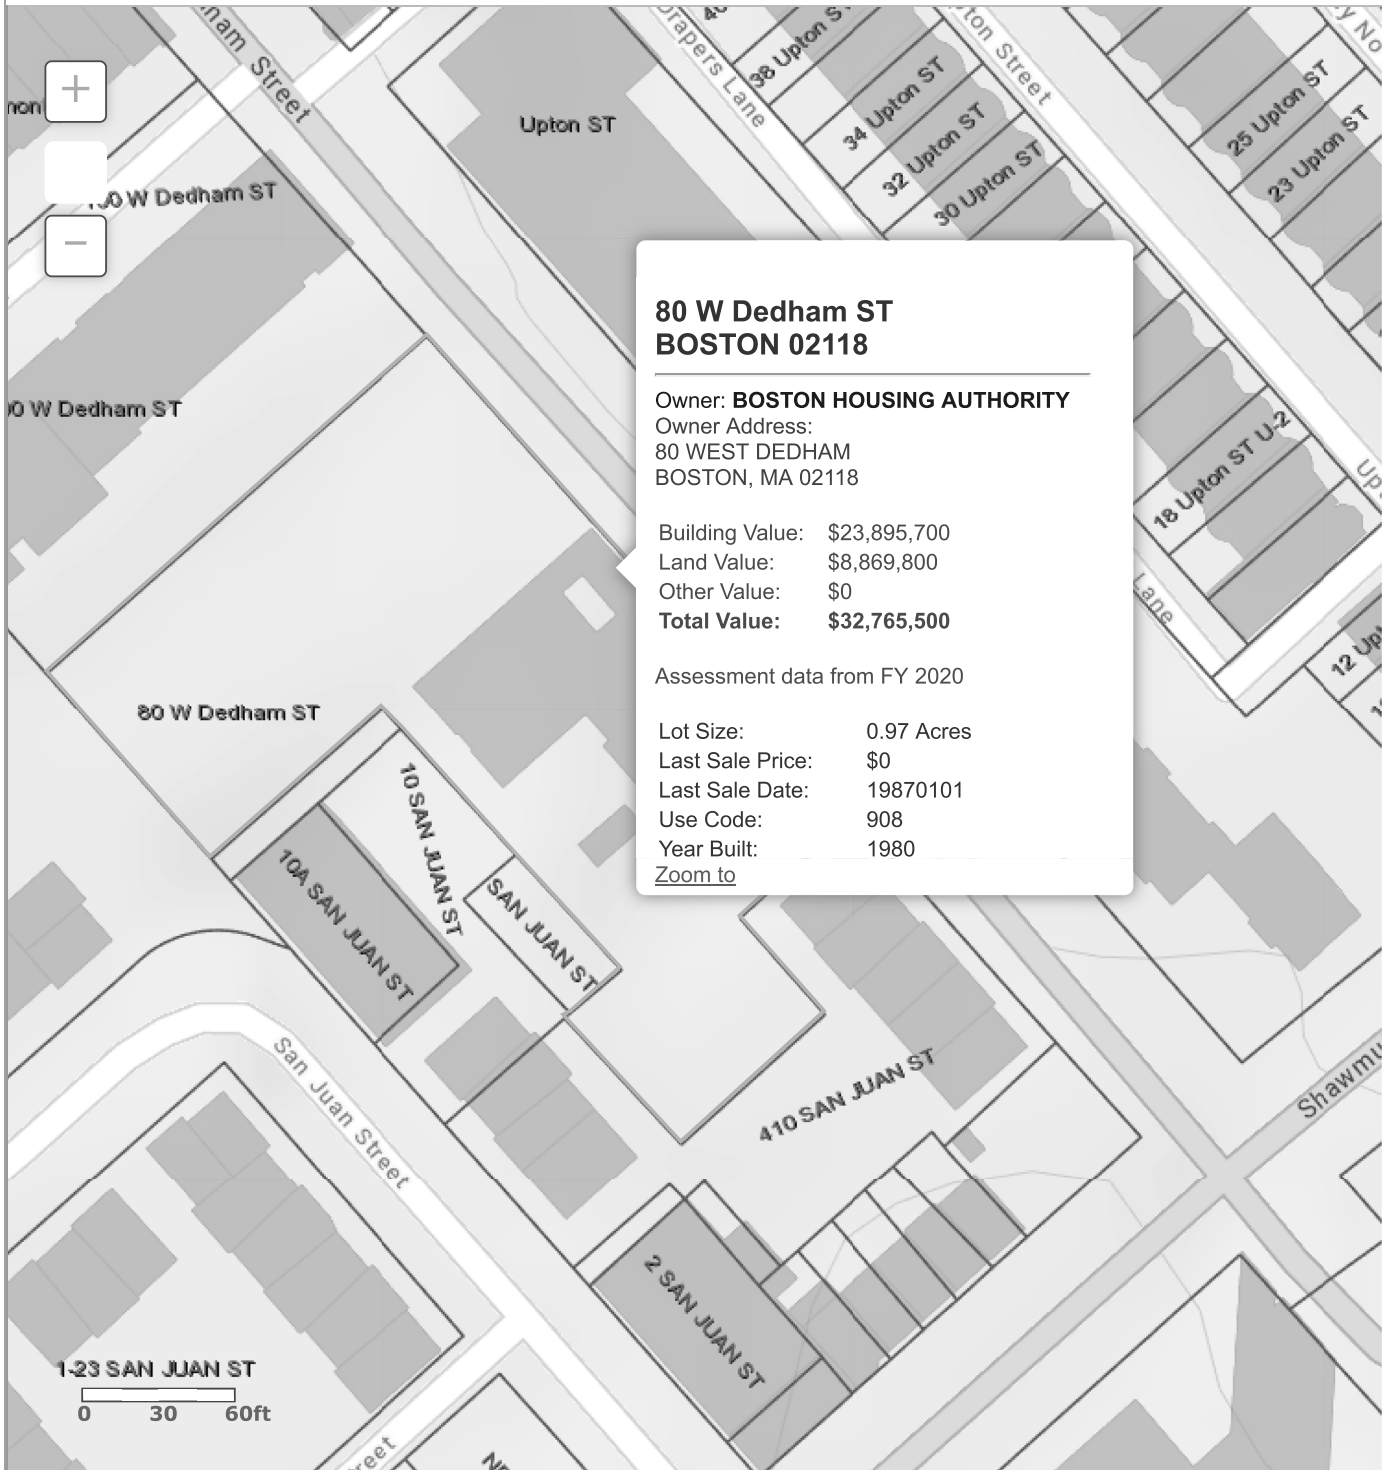 Street
Drapers Lane
38 Upton ST
34 Upton ST
32 Upton ST
30 Upton ST
Street
25 Upton ST
23 Upton ST
+
Upton ST
W Dedham ST
−
80 W Dedham ST
BOSTON 02118
Owner: BOSTON HOUSING AUTHORITY
Owner Address:
80 WEST DEDHAM
BOSTON, MA 02118
Building Value: $23,895,700
Land Value: $8,869,800
Other Value: $0
Total Value: $32,765,500
Assessment data from FY 2020
Lot Size: 0.97 Acres
Last Sale Price: $0
Last Sale Date: 19870101
Use Code: 908
Year Built: 1980
Zoom to
W Dedham ST
18 Upton ST U-2
Lane
80 W Dedham ST
10 SAN JUAN ST
10A SAN JUAN ST
SAN JUAN ST
San Juan Street
410 SAN JUAN ST
2 SAN JUAN ST
1-23 SAN JUAN ST
0 30 60ft